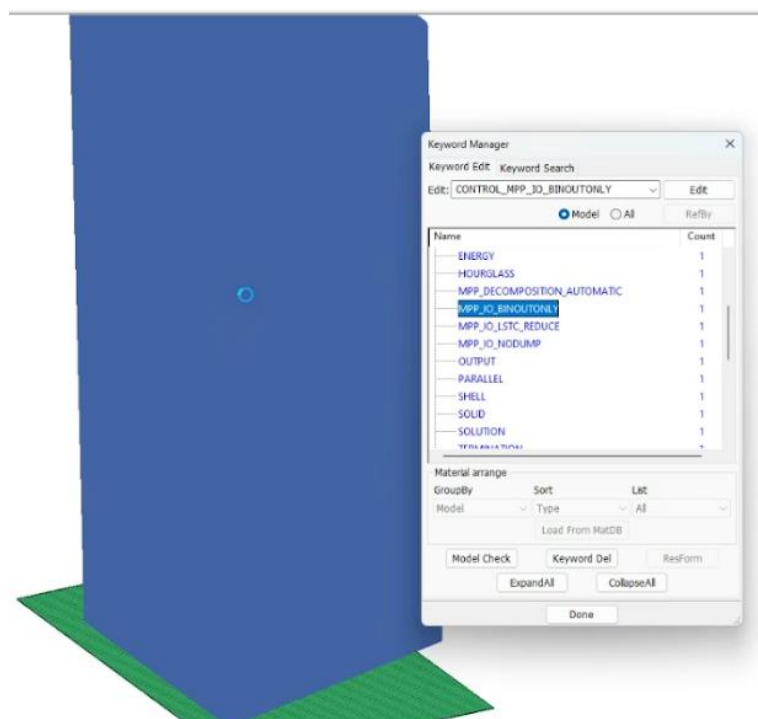 Keyword Manager
Keyword Edit Keyword Search
Edit: CONTROL_MPP_IO_BINOUTONLY Edit
Model All RefBy
Name Count
ENERGY 1
HOURGLASS 1
MPP_DECOMPOSITION_AUTOMATIC 1
MPP_IO_BINOUTONLY 1
MPP_IO_LSTC_REDUCE 1
MPP_IO_NODUMP 1
OUTPUT 1
PARALLEL 1
SHELL 1
SOLID 1
SOLUTION 1
TERMINATION
Material arrange
GroupBy Sort List
Model Type All
Load From MatDB
Model Check Keyword Del ResForm
ExpandAll CollapseAll
Done